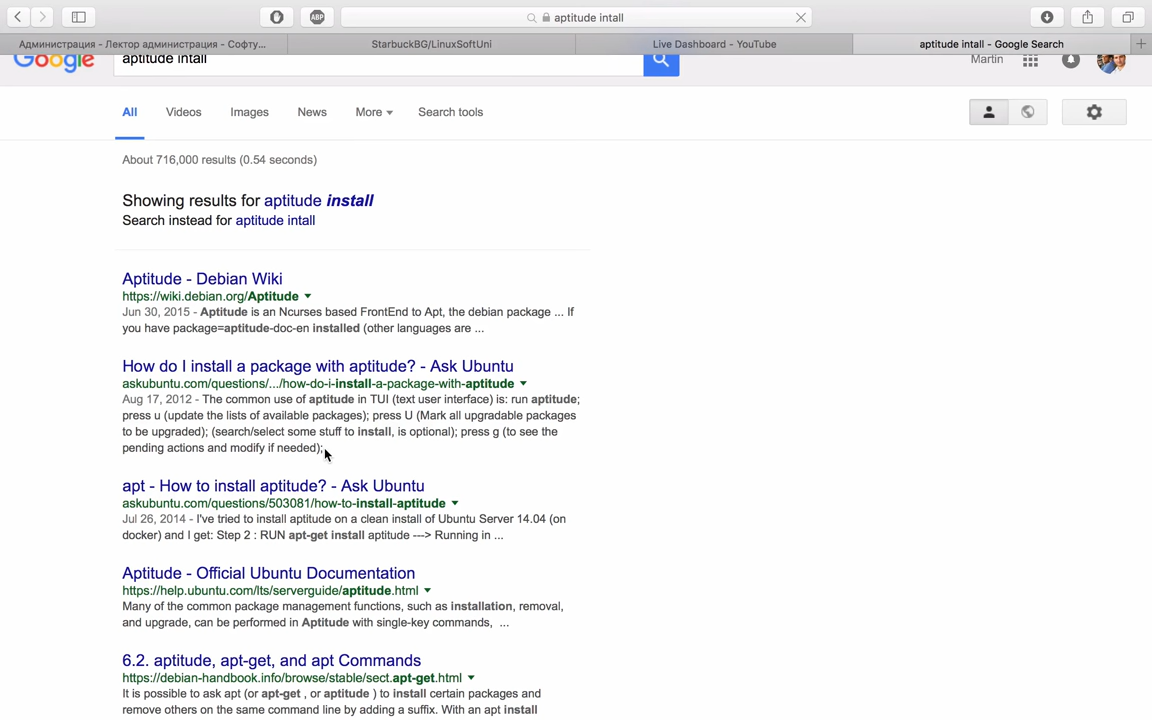 ABP
aptitude intall
Администрация - Лектор администрация - Софту...
StarbuckBG/LinuxSoftUni
Live Dashboard - YouTube
aptitude intall - Google Search
Google
aptitude intall
Martin
All
Videos
Images
News
More
Search tools
About 716,000 results (0.54 seconds)
Showing results for aptitude install
Search instead for aptitude intall
Aptitude - Debian Wiki
https://wiki.debian.org/Aptitude
Jun 30, 2015 - Aptitude is an Ncurses based FrontEnd to Apt, the debian package ... If
you have package=aptitude-doc-en installed (other languages are ...
How do I install a package with aptitude? - Ask Ubuntu
askubuntu.com/questions/.../how-do-i-install-a-package-with-aptitude
Aug 17, 2012 - The common use of aptitude in TUI (text user interface) is: run aptitude;
press u (update the lists of available packages); press U (Mark all upgradable packages
to be upgraded); (search/select some stuff to install, is optional); press g (to see the
pending actions and modify if needed);
apt - How to install aptitude? - Ask Ubuntu
askubuntu.com/questions/503081/how-to-install-aptitude
Jul 26, 2014 - I've tried to install aptitude on a clean install of Ubuntu Server 14.04 (on
docker) and I get: Step 2 : RUN apt-get install aptitude ---> Running in ...
Aptitude - Official Ubuntu Documentation
https://help.ubuntu.com/lts/serverguide/aptitude.html
Many of the common package management functions, such as installation, removal,
and upgrade, can be performed in Aptitude with single-key commands, ...
6.2. aptitude, apt-get, and apt Commands
https://debian-handbook.info/browse/stable/sect.apt-get.html
It is possible to ask apt (or apt-get , or aptitude ) to install certain packages and
remove others on the same command line by adding a suffix. With an apt install